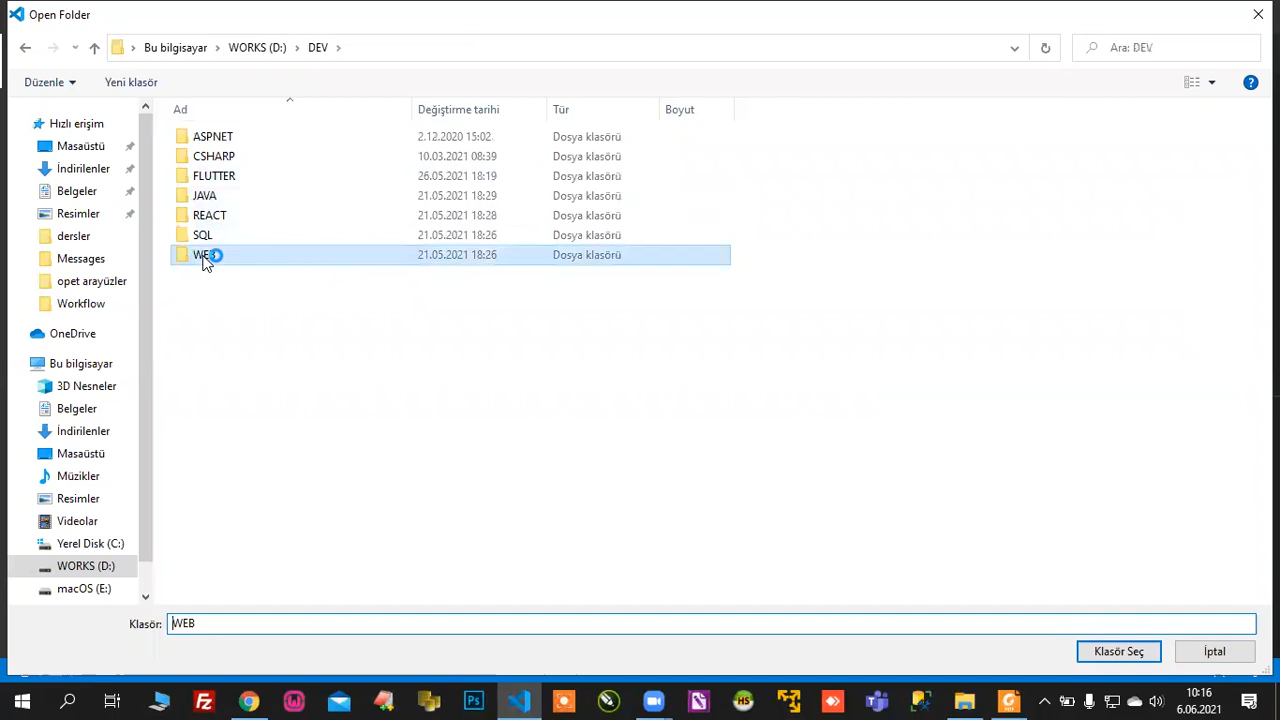 Open Folder
Bu bilgisayar > WORKS (D:) > DEV >
Ara: DEV
Düzenle
Yeni klasör
Ad
Değiştirme tarihi
Tür
Boyut
Hızlı erişim
Masaüstü
İndirilenler
Belgeler
Resimler
dersler
Messages
opet arayüzler
Workflow
OneDrive
Bu bilgisayar
3D Nesneler
Belgeler
İndirilenler
Masaüstü
Müzikler
Resimler
Videolar
Yerel Disk (C:)
WORKS (D:)
macOS (E:)
ASPNET 2.12.2020 15:02 Dosya klasörü
CSHARP 10.03.2021 08:39 Dosya klasörü
FLUTTER 26.05.2021 18:19 Dosya klasörü
JAVA 21.05.2021 18:29 Dosya klasörü
REACT 21.05.2021 18:28 Dosya klasörü
SQL 21.05.2021 18:26 Dosya klasörü
WEB 21.05.2021 18:26 Dosya klasörü
Klasör: WEB
Klasör Seç
İptal
Ps
HS
10:16
6.06.2021